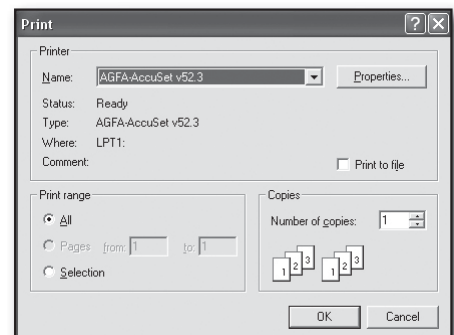 Print
Printer
Name: AGFA-AccuSet v52.3 Properties...
Status: Ready
Type: AGFA-AccuSet v52.3
Where: LPT1:
Comment: Print to file
Print range
All
Pages from: 1 to: 1
Selection
Copies
Number of copies: 1
1 2 3 1 2 3
OK Cancel